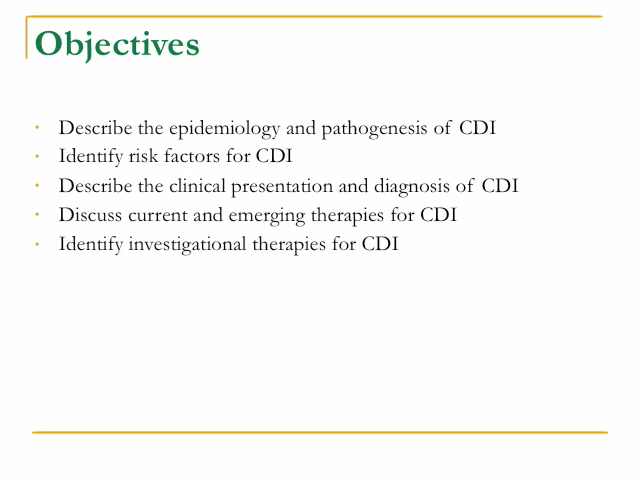 Objectives
• Describe the epidemiology and pathogenesis of CDI
• Identify risk factors for CDI
• Describe the clinical presentation and diagnosis of CDI
• Discuss current and emerging therapies for CDI
• Identify investigational therapies for CDI